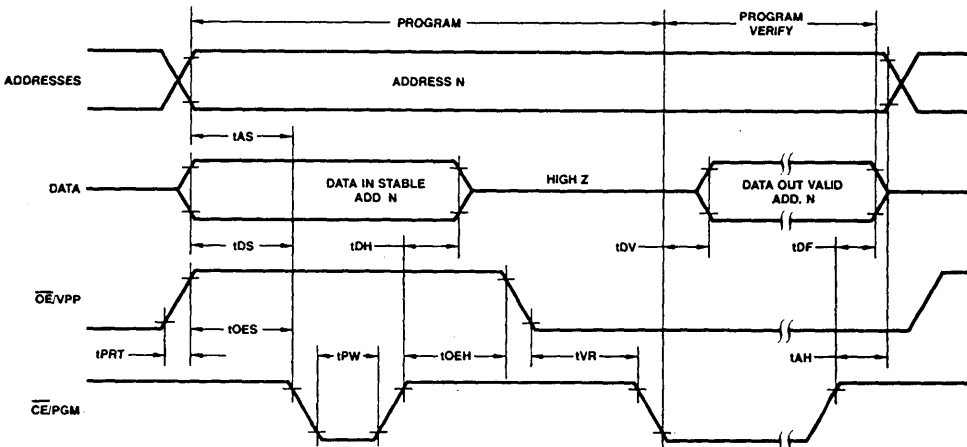 PROGRAM
PROGRAM
VERIFY
ADDRESSES
ADDRESS N
tAS
DATA
DATA IN STABLE
ADD N
HIGH Z
DATA OUT VALID
ADD. N
tDS
tDH
tDV
tDF
OE/VPP
tOES
tPRT
tPW
tOEH
tVR
tAH
CE/PGM